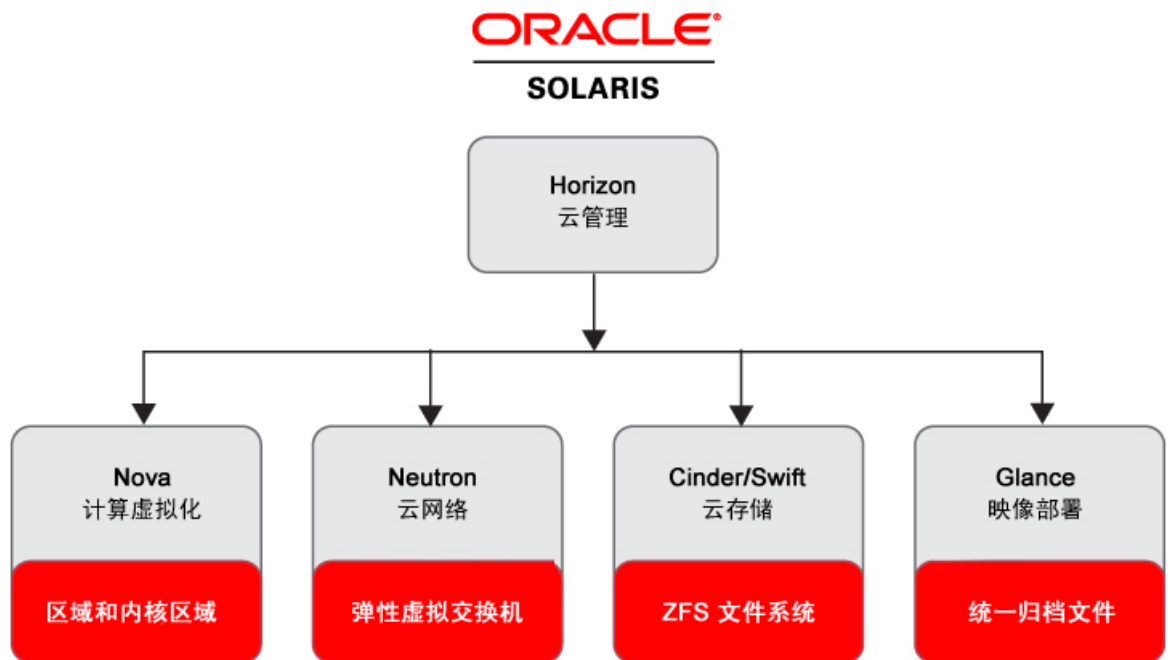 ORACLE®
SOLARIS
Horizon
云管理
Nova
计算虚拟化
区域和内核区域
Neutron
云网络
弹性虚拟交换机
Cinder/Swift
云存储
ZFS 文件系统
Glance
映像部署
统一归档文件